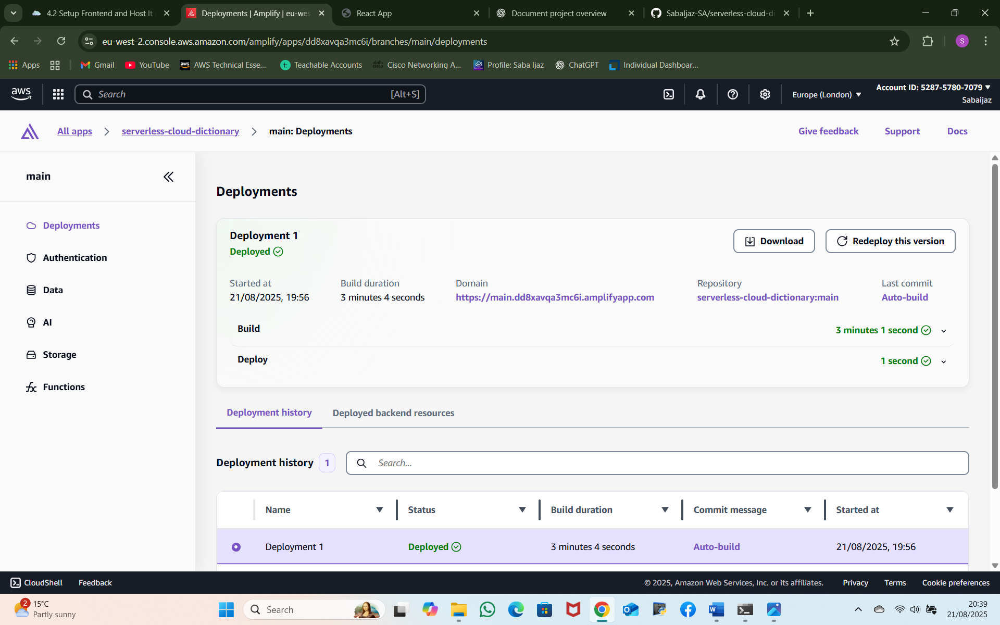 4.2 Setup Frontend and Host It
Deployments | Amplify | eu-wes
React App
Document project overview
SabaIjaz-SA/serverless-cloud-di
eu-west-2.console.aws.amazon.com/amplify/apps/dd8xavqa3mc6i/branches/main/deployments
S
Apps
Gmail
YouTube
AWS Technical Esse...
Teachable Accounts
Cisco Networking A...
Profile: Saba Ijaz
ChatGPT
Individual Dashboar...
aws
Search
[Alt+S]
Europe (London)
Account ID: 5287-5780-7079
Sabaijaz
All apps
serverless-cloud-dictionary
main: Deployments
Give feedback
Support
Docs
main
Deployments
Authentication
Data
AI
Storage
Functions
Deployments
Deployment 1
Deployed
Download
Redeploy this version
Started at
21/08/2025, 19:56
Build duration
3 minutes 4 seconds
Domain
https://main.dd8xavqa3mc6i.amplifyapp.com
Repository
serverless-cloud-dictionary:main
Last commit
Auto-build
Build
3 minutes 1 second
Deploy
1 second
Deployment history
Deployed backend resources
Deployment history 1
Search...
Name
Status
Build duration
Commit message
Started at
Deployment 1
Deployed
3 minutes 4 seconds
Auto-build
21/08/2025, 19:56
CloudShell
Feedback
© 2025, Amazon Web Services, Inc. or its affiliates.
Privacy
Terms
Cookie preferences
2
15°C
Partly sunny
Search
20:39
21/08/2025